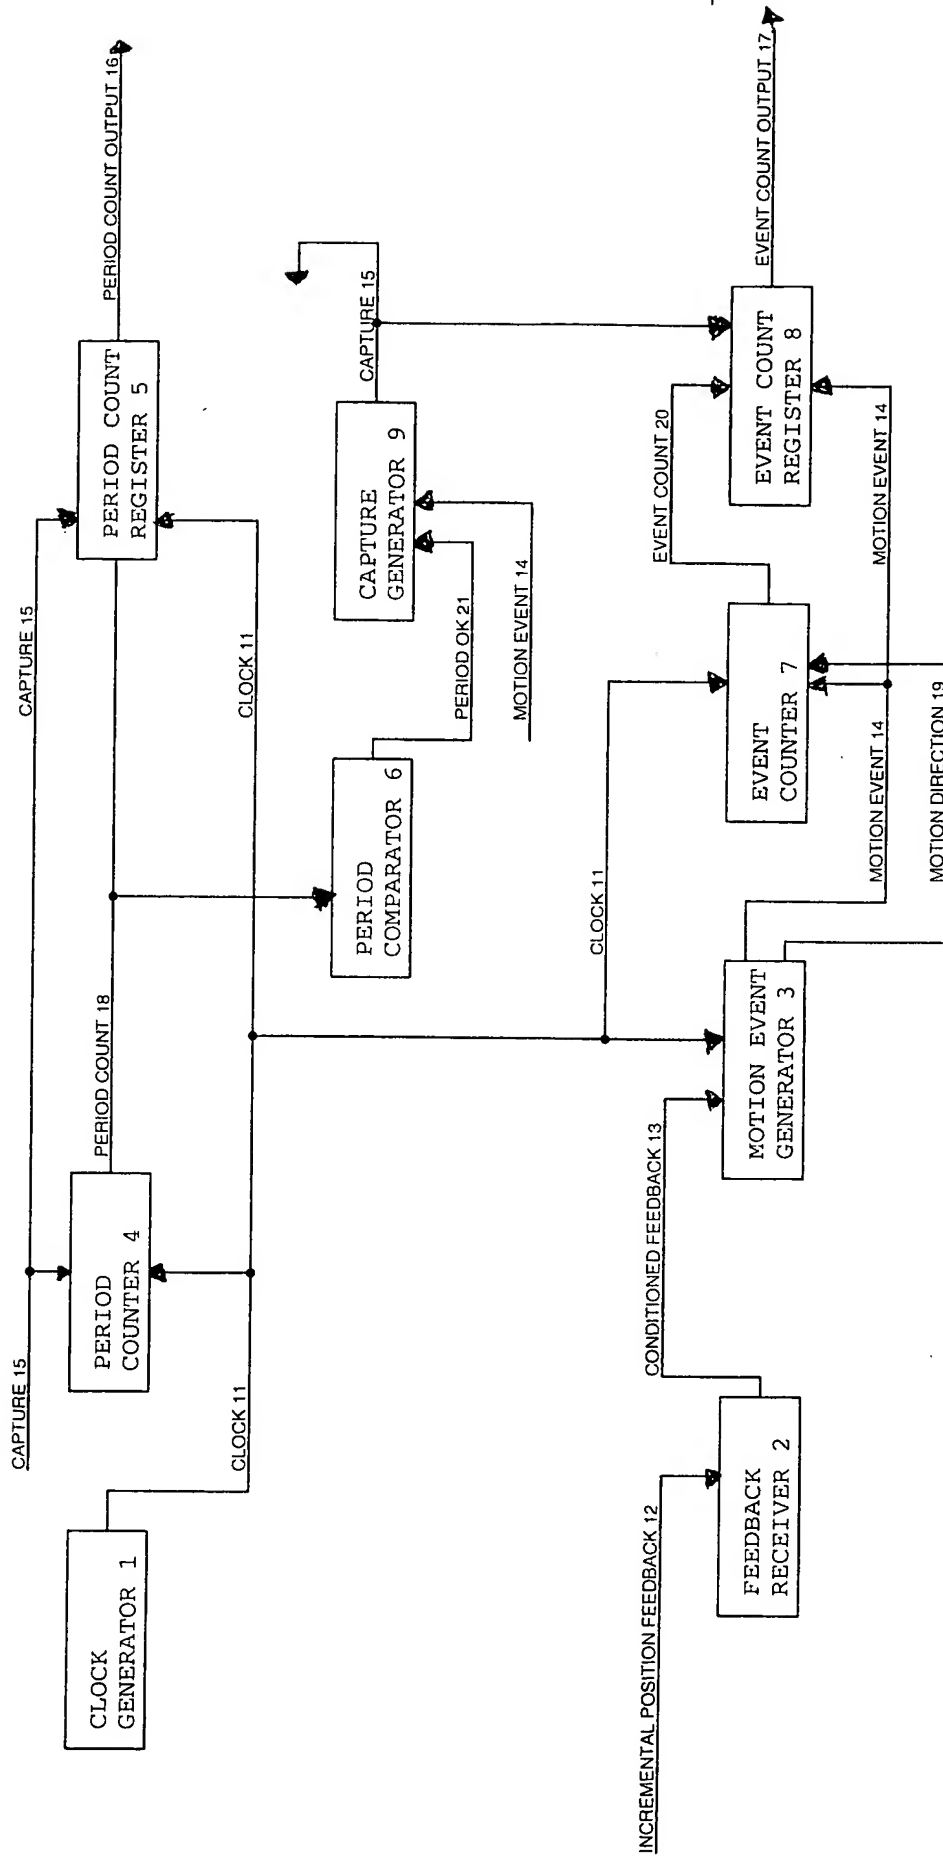 CAPTURE 15
CAPTURE 15
PERIOD COUNT OUTPUT 16
CLOCK
GENERATOR 1
PERIOD
COUNTER 4
PERIOD COUNT 18
PERIOD COUNT
REGISTER 5
CLOCK 11
CLOCK 11
PERIOD
COMPARATOR 6
PERIOD OK 21
MOTION EVENT 14
CAPTURE
GENERATOR 9
CAPTURE 15
INCREMENTAL POSITION FEEDBACK 12
FEEDBACK
RECEIVER 2
CONDITIONED FEEDBACK 13
MOTION EVENT
GENERATOR 3
CLOCK 11
EVENT
COUNTER 7
EVENT COUNT 20
EVENT COUNT
REGISTER 8
EVENT COUNT OUTPUT 17
MOTION EVENT 14
MOTION EVENT 14
MOTION DIRECTION 19